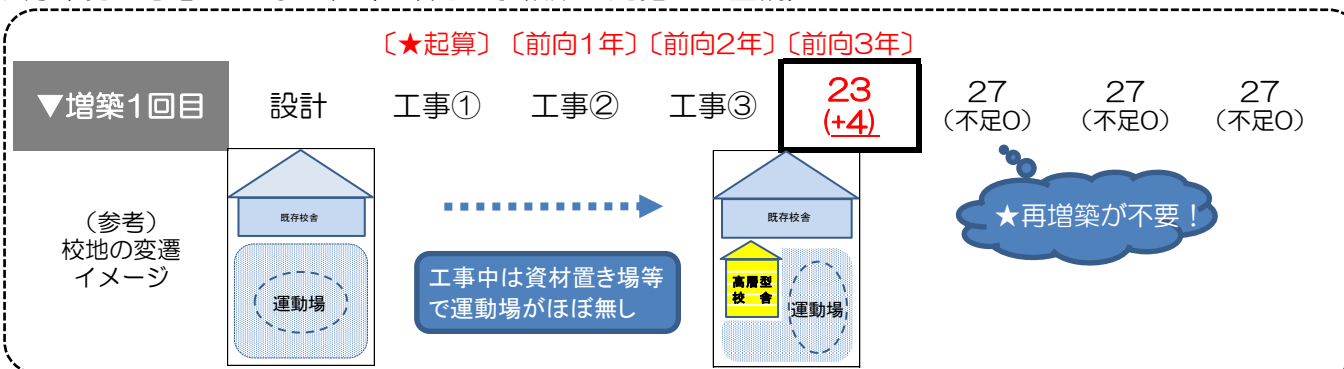 〔★起算〕〔前向1年〕〔前向2年〕〔前向3年〕
▼増築1回目 設計 工事① 工事② 工事③ 23 27 27 27
(+4) (不足0) (不足0) (不足0)
(参考)
校地の変遷
イメージ
既存校舎
運動場
工事中は資材置き場等
で運動場がほぼ無し
既存校舎
高層型
校舎
運動場
★再増築が不要!